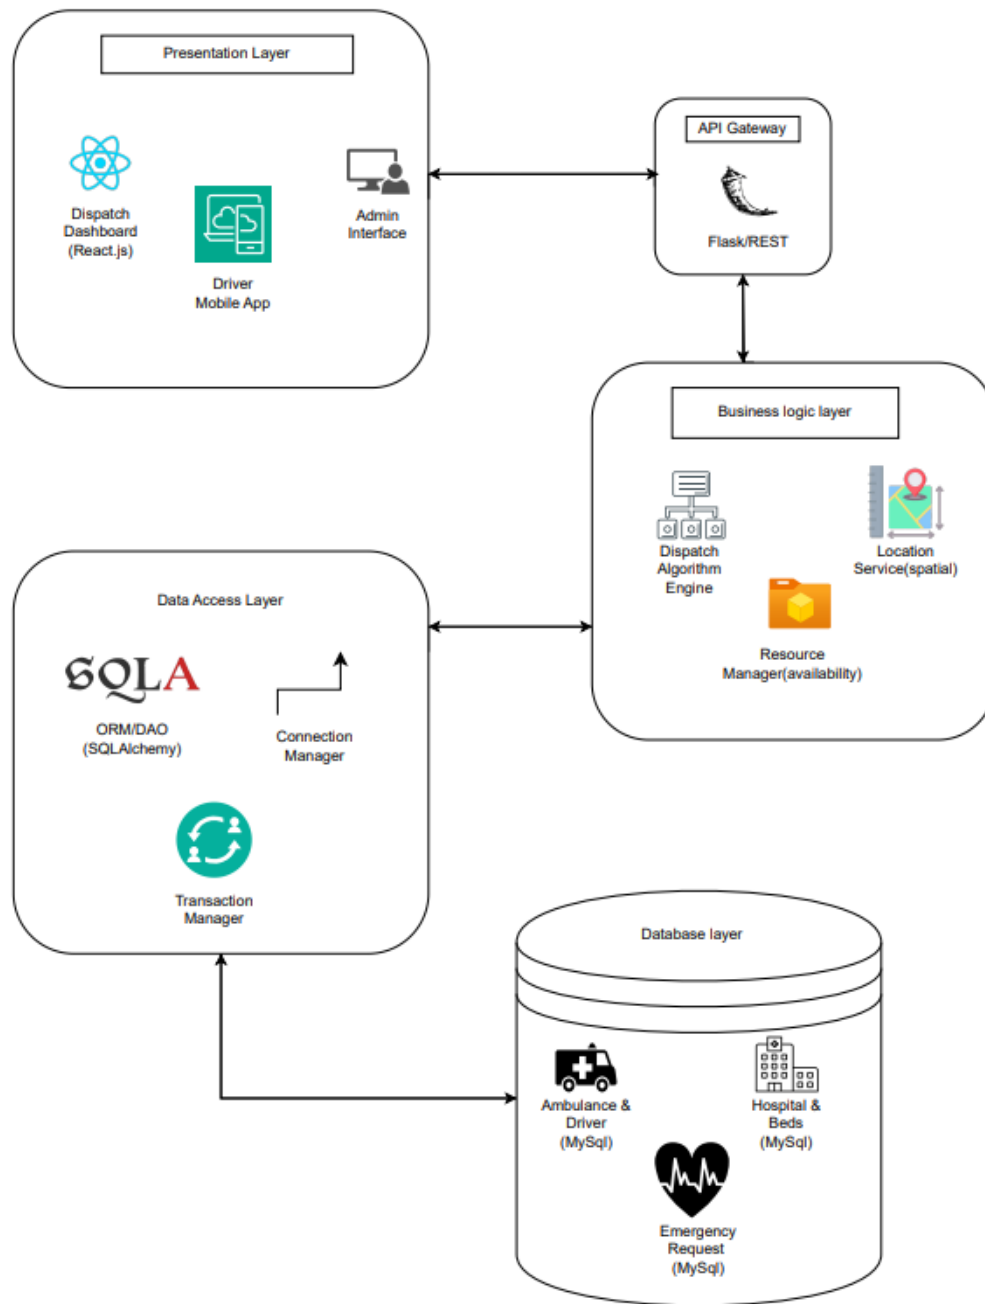 Presentation Layer
Dispatch
Dashboard
(React.js)
Driver
Mobile App
Admin
Interface
API Gateway
Flask/REST
Business logic layer
Dispatch
Algorithm
Engine
Location
Service(spatial)
Resource
Manager(availability)
Data Access Layer
SQLA
ORM/DAO
(SQLAlchemy)
Connection
Manager
Transaction
Manager
Database layer
Ambulance &
Driver
(MySql)
Hospital &
Beds
(MySql)
Emergency
Request
(MySql)